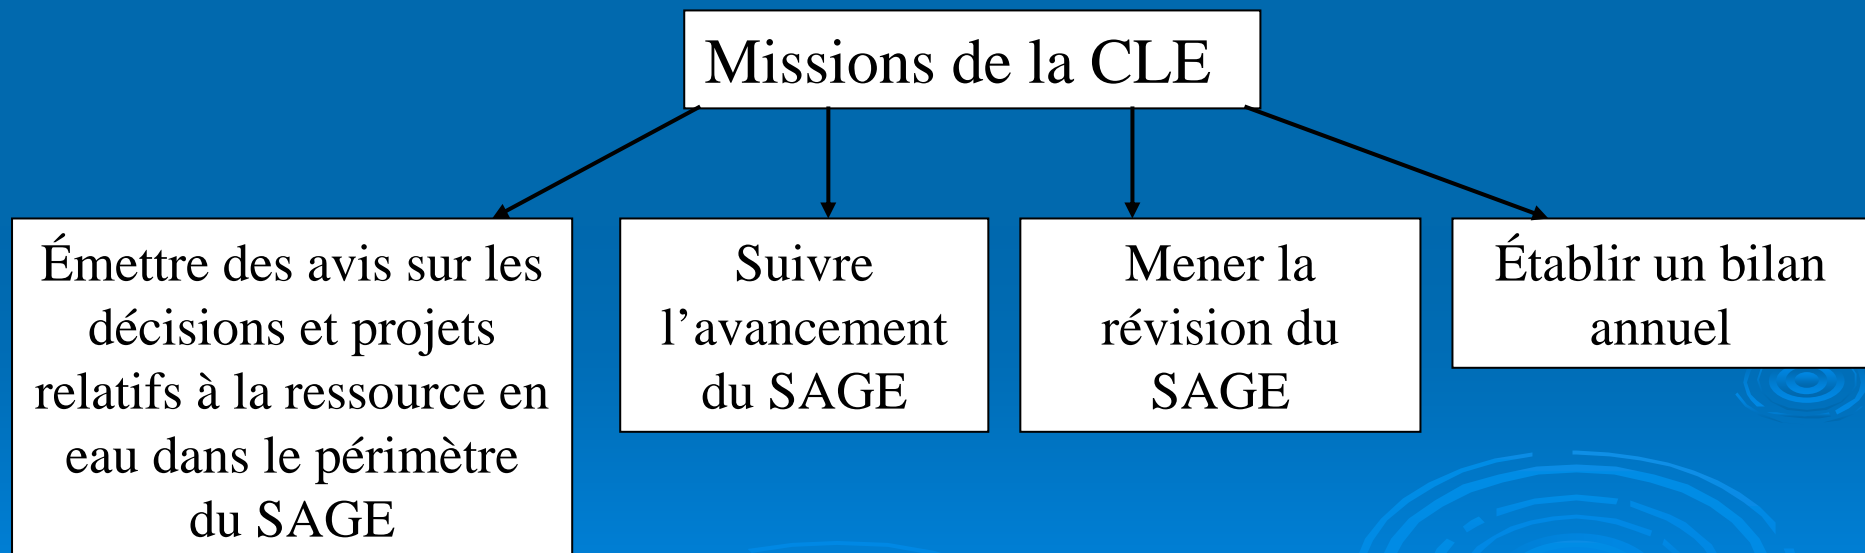 Missions de la CLE
Émettre des avis sur les
décisions et projets
relatifs à la ressource en
eau dans le périmètre
du SAGE
Suivre
l’avancement
du SAGE
Mener la
révision du
SAGE
Établir un bilan
annuel